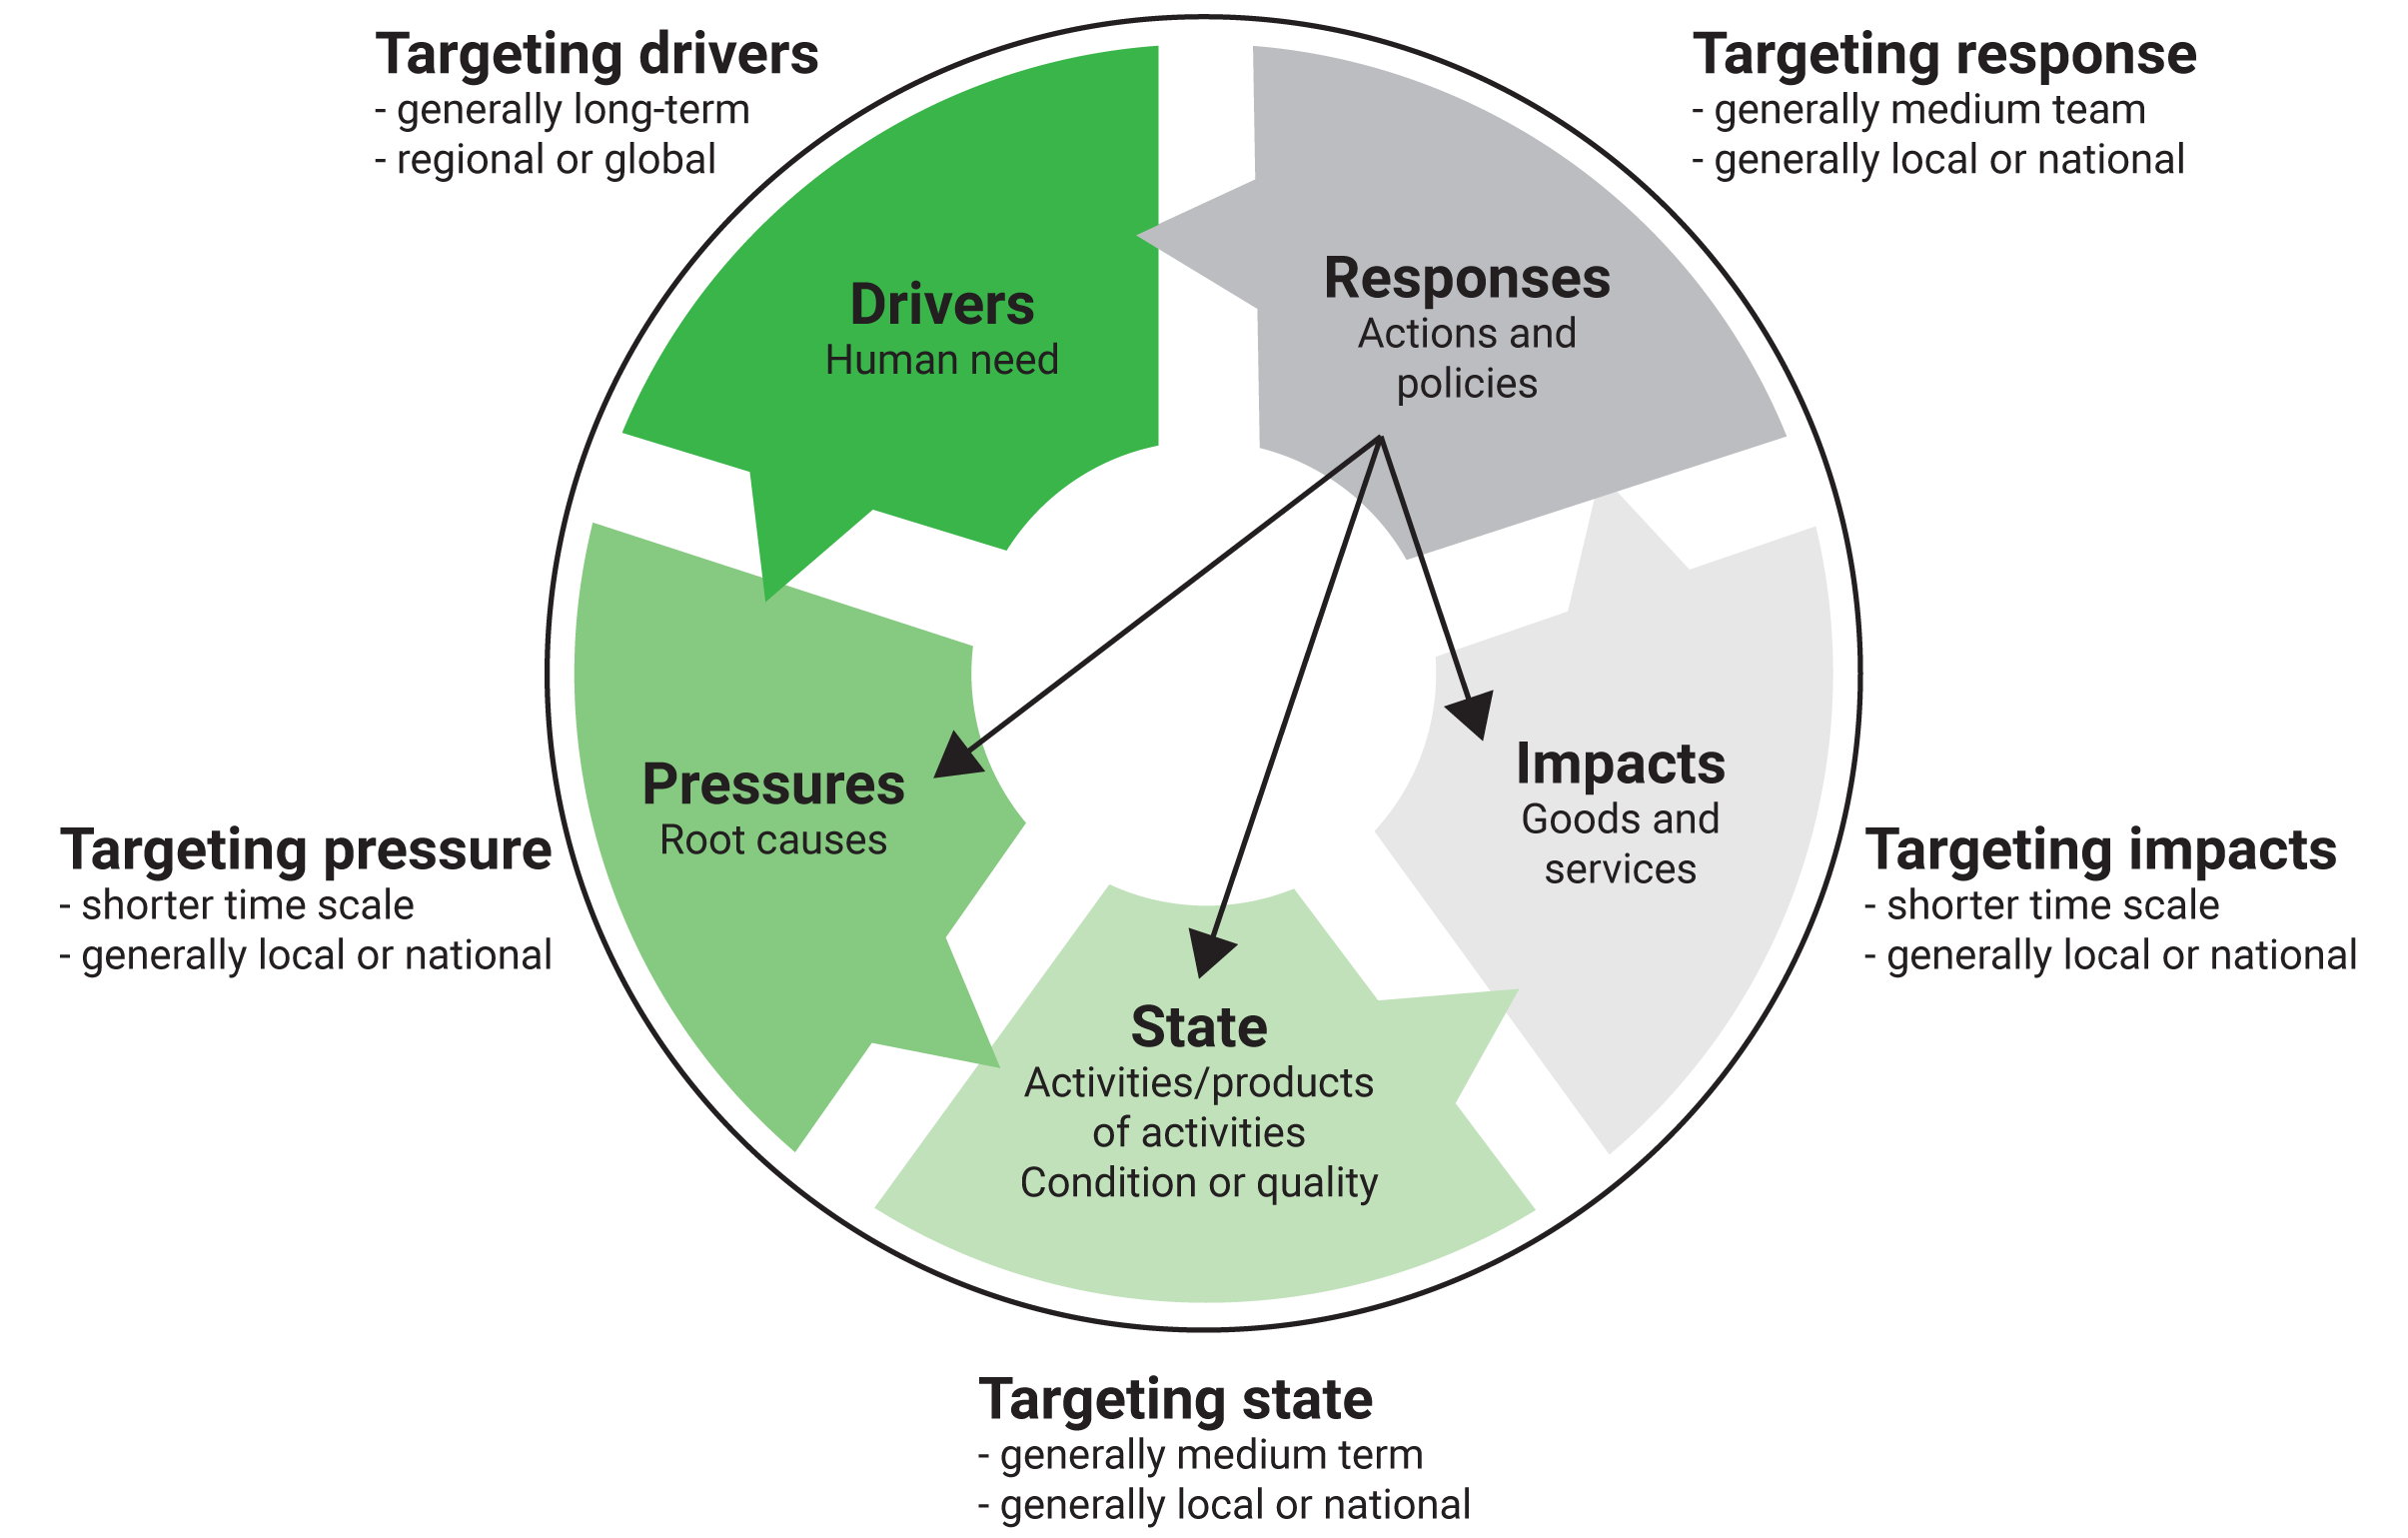 Targeting drivers
- generally long-term
- regional or global
Targeting response
- generally medium team
- generally local or national
Drivers
Human need
Responses
Actions and
policies
Pressures
Root causes
Impacts
Goods and
services
Targeting pressure
- shorter time scale
- generally local or national
Targeting impacts
- shorter time scale
- generally local or national
State
Activities/products
of activities
Condition or quality
Targeting state
- generally medium term
- generally local or national